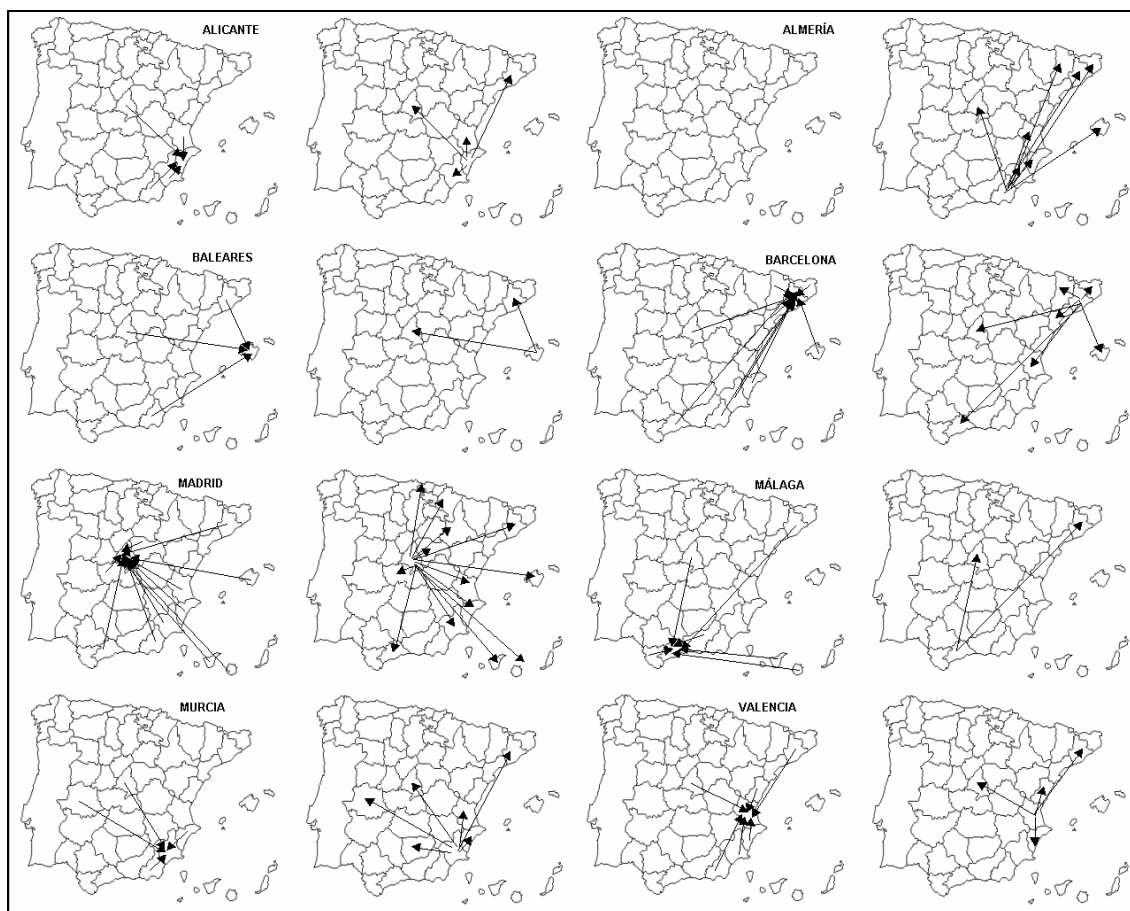 ALICANTE
ALMERÍA
BALEARES
BARCELONA
MADRID
MÁLAGA
MURCIA
VALENCIA